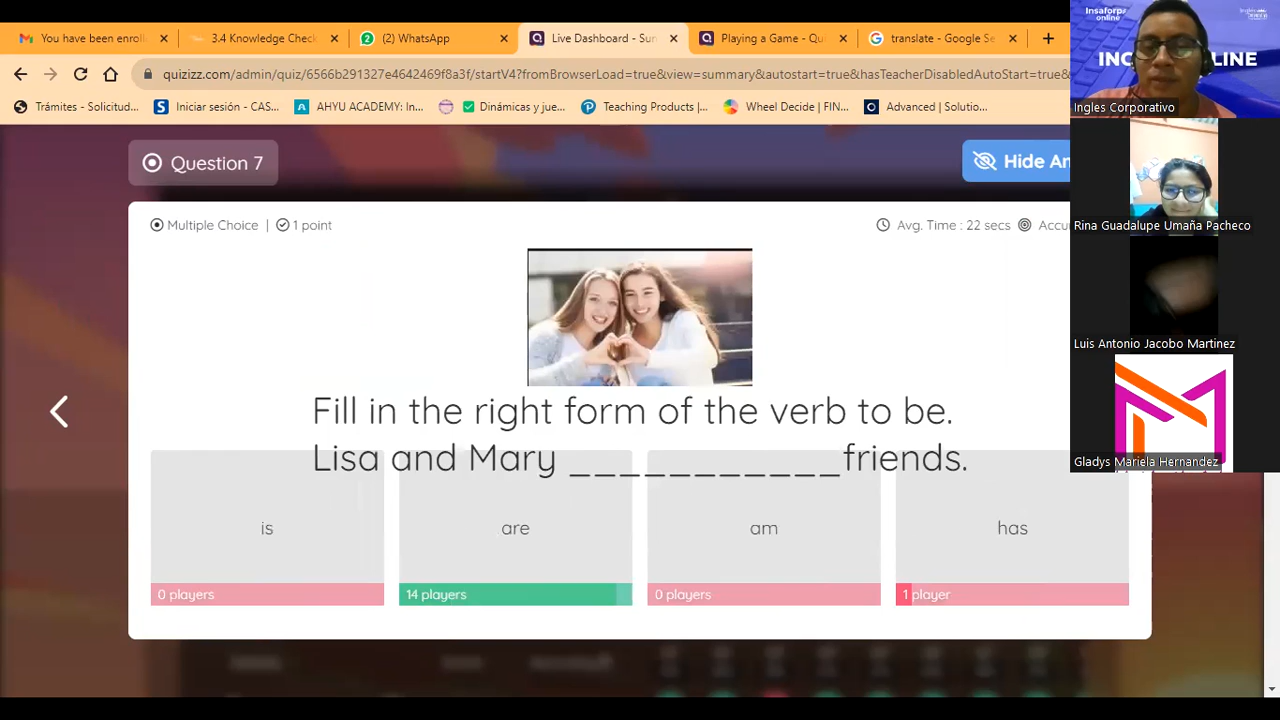 You have been enroll
3.4 Knowledge Check
(2) WhatsApp
Live Dashboard - Sun
Playing a Game - Qu
translate - Google Se
quizizz.com/admin/quiz/6566b291327e4642469f8a3f/startV4?fromBrowserLoad=true&view=summary&autostart=true&hasTeacherDisabledAutoStart=true&
Trámites - Solicitud...
Iniciar sesión - CAS...
AHYU ACADEMY: In...
Dinámicas y jue...
Teaching Products |...
Wheel Decide | FIN...
Advanced | Solutio...
Insaforp
online
INC
LINE
Ingles Corporativo
Question 7
Hide An
Multiple Choice | 1 point
Avg. Time : 22 secs
Accu
Fill in the right form of the verb to be.
Lisa and Mary ___________friends.
is
are
am
has
0 players
14 players
0 players
1 player
Rina Guadalupe Umaña Pacheco
Luis Antonio Jacobo Martinez
Gladys Mariela Hernandez